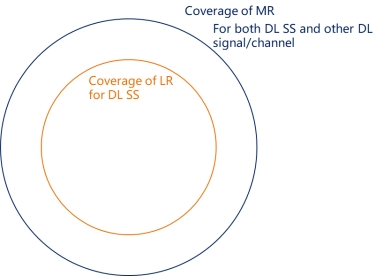 Coverage of MR
For both DL SS and other DL
signal/channel
Coverage of LR
for DL SS